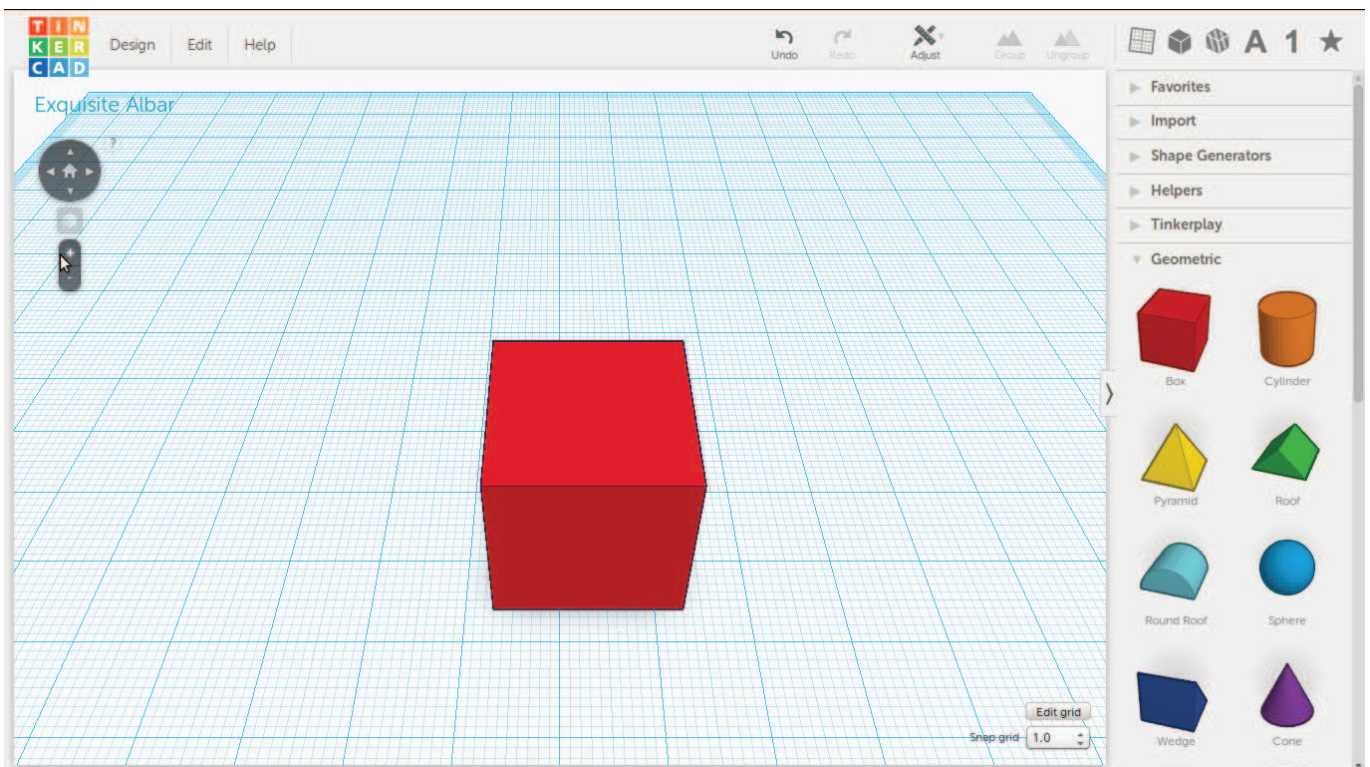 TIN
KER
CAD
Design Edit Help
Undo Redo Adjust Group Ungroup
A 1
Exquisite Albar
?
Favorites
Import
Shape Generators
Helpers
Tinkerplay
Geometric
Box Cylinder
Pyramid Roof
Round Roof Sphere
Wedge Cone
Edit grid
Snap grid 1.0